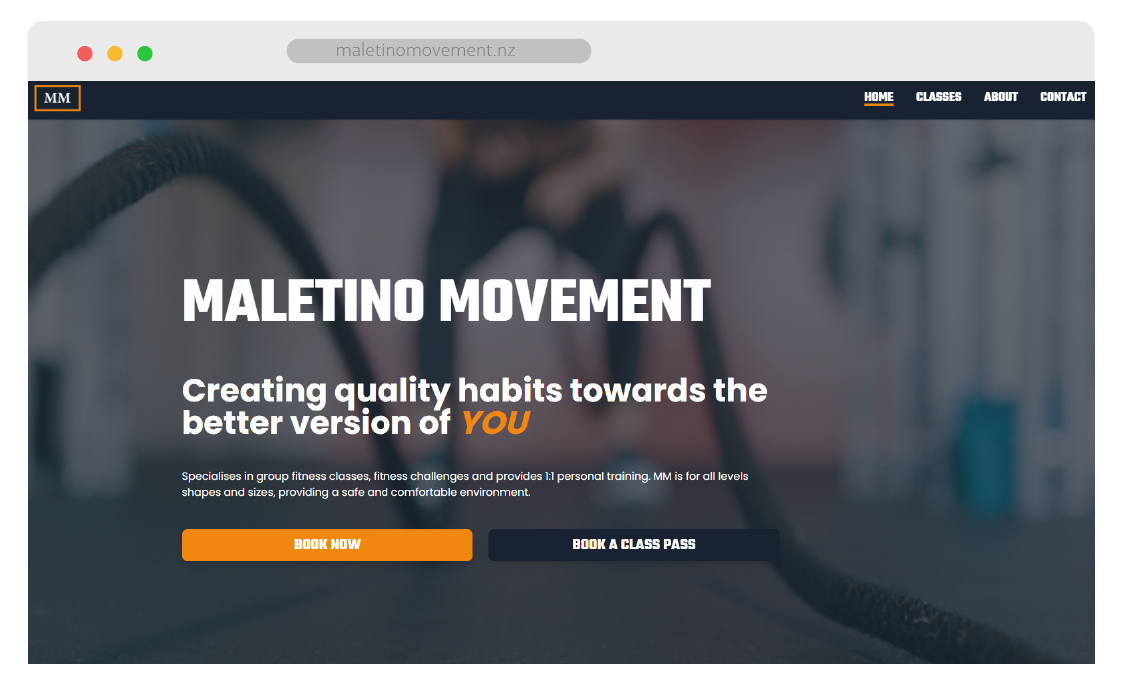 maletinomovement.nz
MM
HOME CLASSES ABOUT CONTACT
MALETINO MOVEMENT
Creating quality habits towards the
better version of YOU
Specialises in group fitness classes, fitness challenges and provides 1:1 personal training. MM is for all levels
shapes and sizes, providing a safe and comfortable environment.
BOOK NOW
BOOK A CLASS PASS